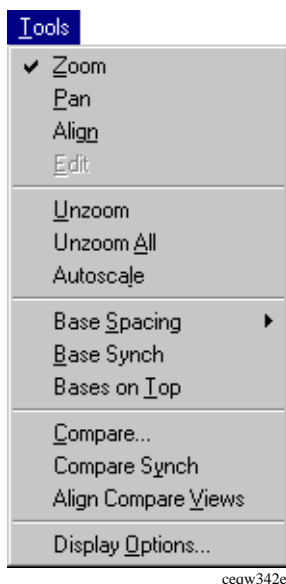 Tools
Zoom
Pan
Align
Edit
Unzoom
Unzoom All
Autoscale
Base Spacing
Base Synch
Bases on Top
Compare...
Compare Synch
Align Compare Views
Display Options...
ceqw342e